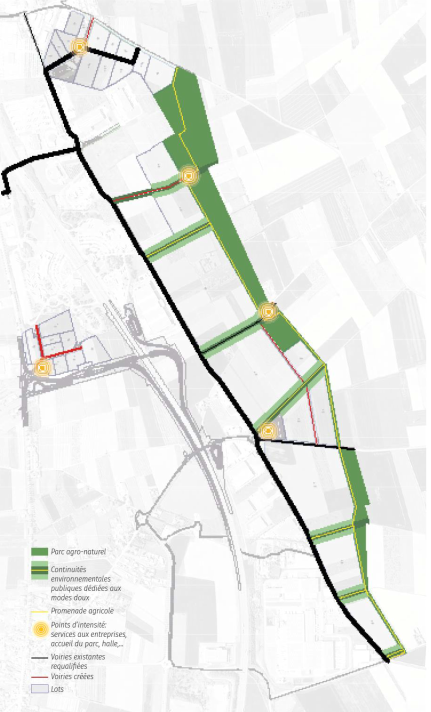 Parc agro-naturel
Continuités
environnementales
publiques dédiées aux
modes doux
Promenade agricole
Points d'intensité:
services aux entreprises,
accueil du parc, halle,...
Voiries existantes
requalifiées
Voiries créées
Lots